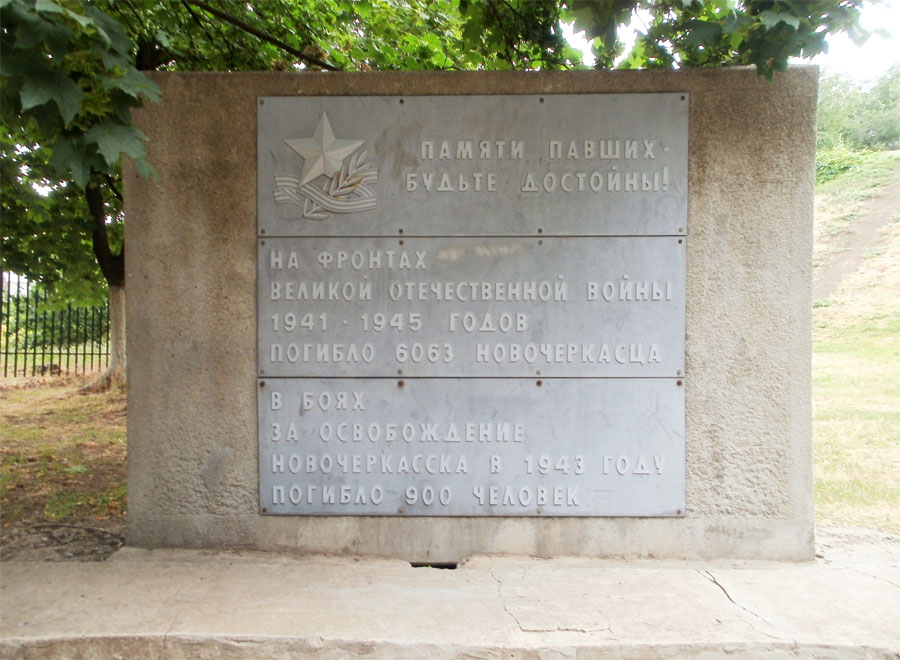 ПАМЯТИ ПАВШИХ -
БУДЬТЕ ДОСТОЙНЫ!
НА ФРОНТАХ
ВЕЛИКОЙ ОТЕЧЕСТВЕННОЙ ВОЙНЫ
1941 - 1945 ГОДОВ
ПОГИБЛО 6063 НОВОЧЕРКАСЦА
В БОЯХ
ЗА ОСВОБОЖДЕНИЕ
НОВОЧЕРКАССКА В 1943 ГОДУ
ПОГИБЛО 900 ЧЕЛОВЕК